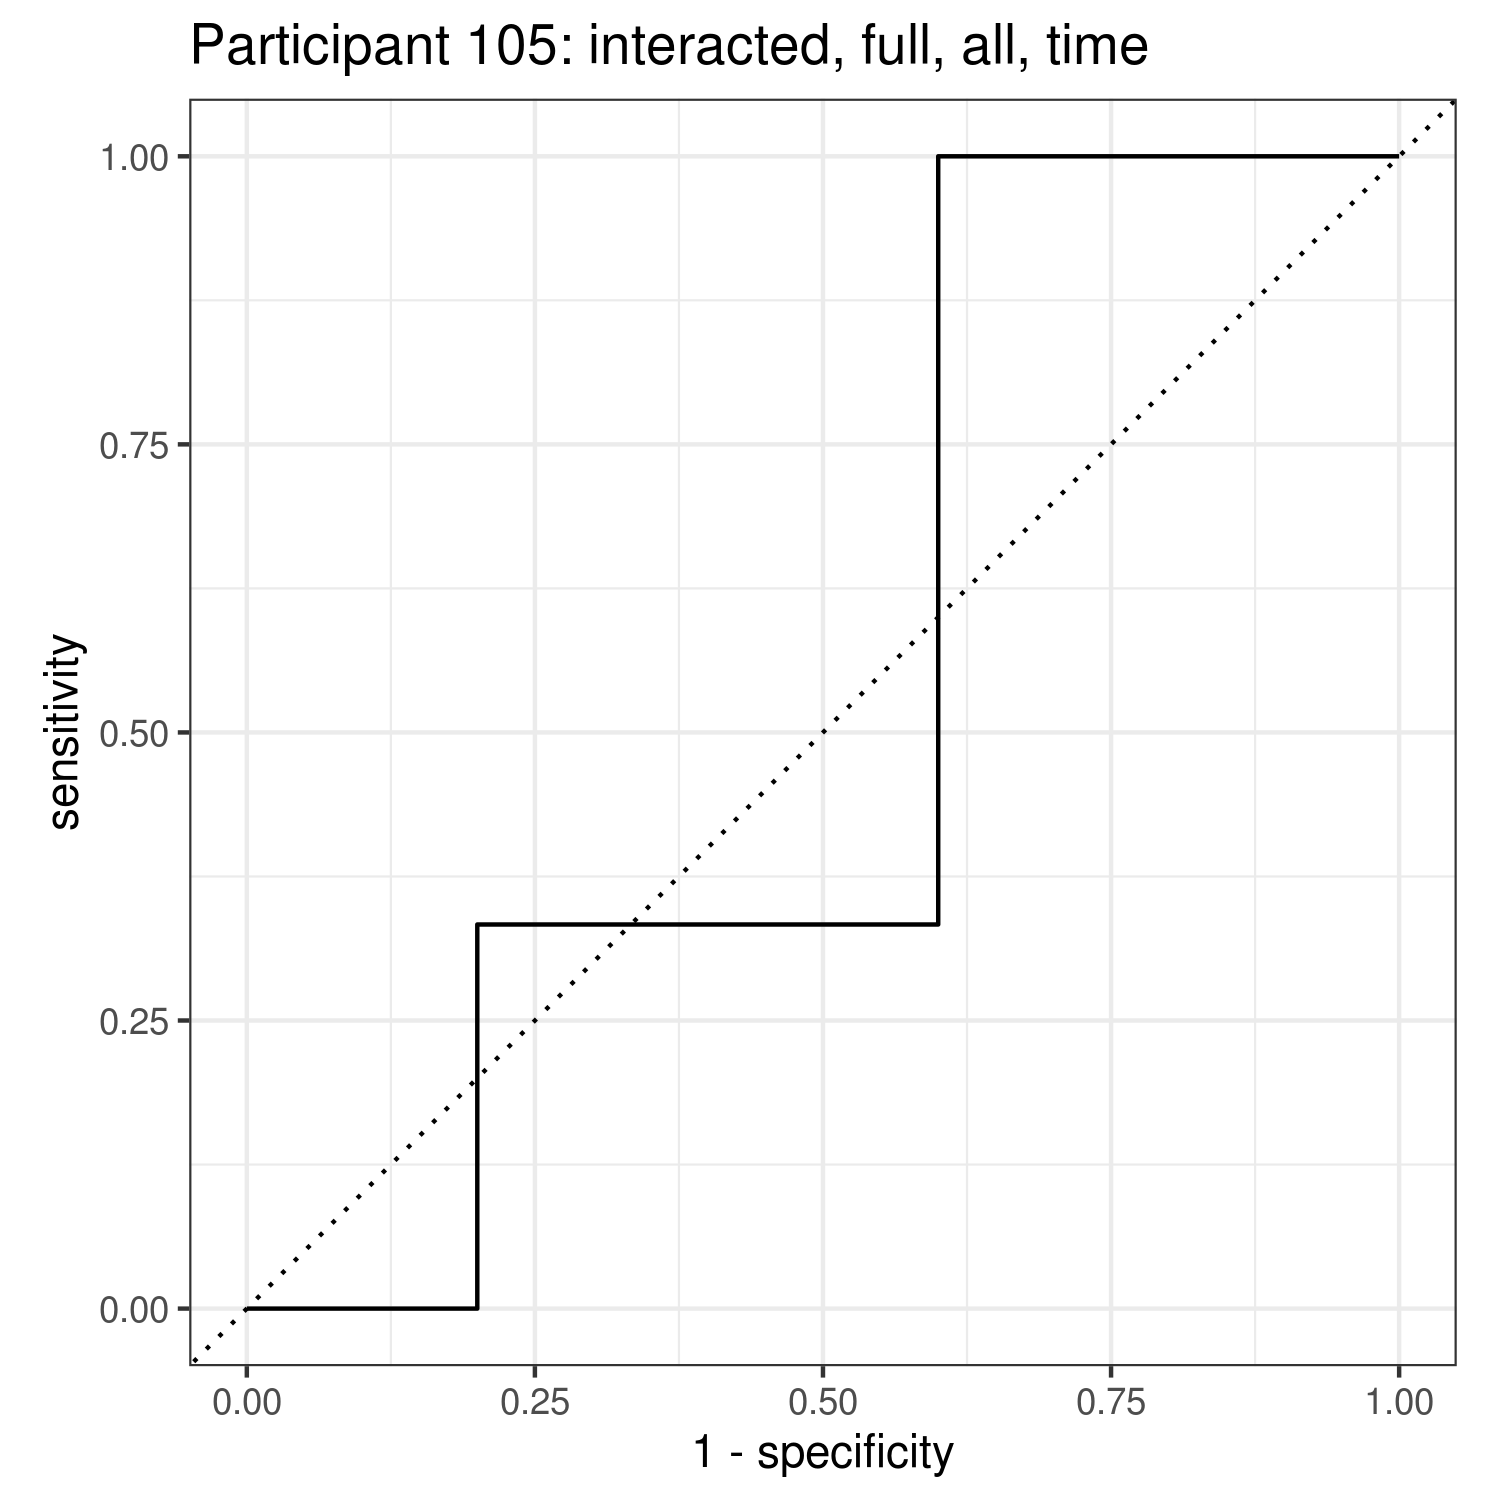 Participant 105: interacted, full, all, time
1.00
0.75
0.50
0.25
0.00
sensitivity
0.00 0.25 0.50 0.75 1.00
1 - specificity